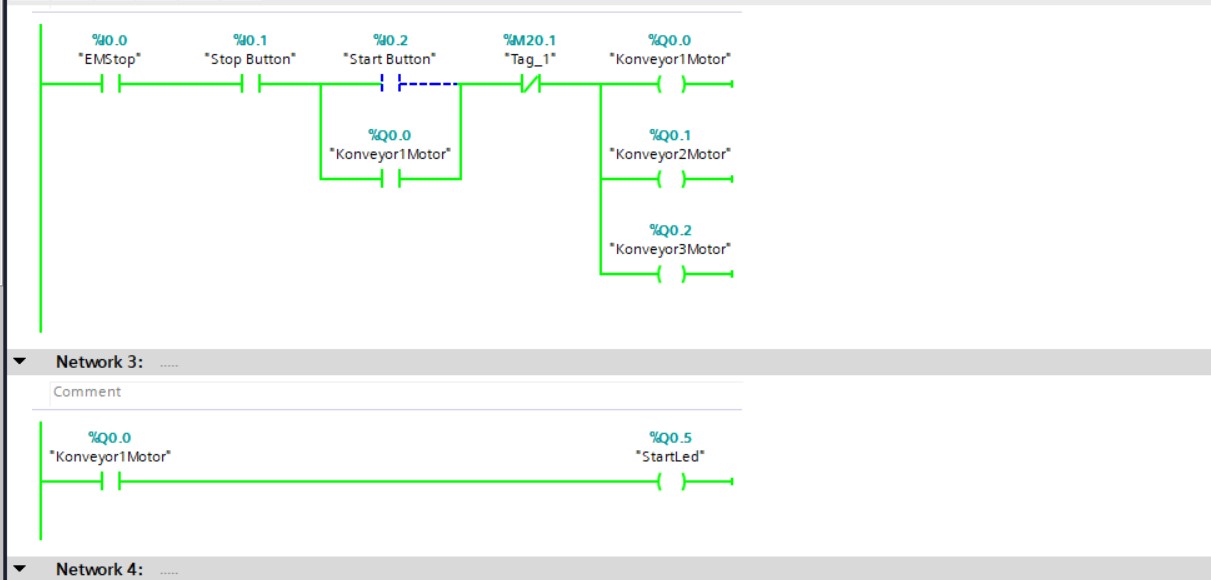 %I0.0 %I0.1 %I0.2 %M20.1 %Q0.0
"EMStop" "Stop Button" "Start Button" "Tag_1" "Konveyor1Motor"
%Q0.0 %Q0.1
"Konveyor1Motor" "Konveyor2Motor"
%Q0.2
"Konveyor3Motor"
Network 3: .....
Comment
%Q0.0 %Q0.5
"Konveyor1Motor" "StartLed"
Network 4: .....